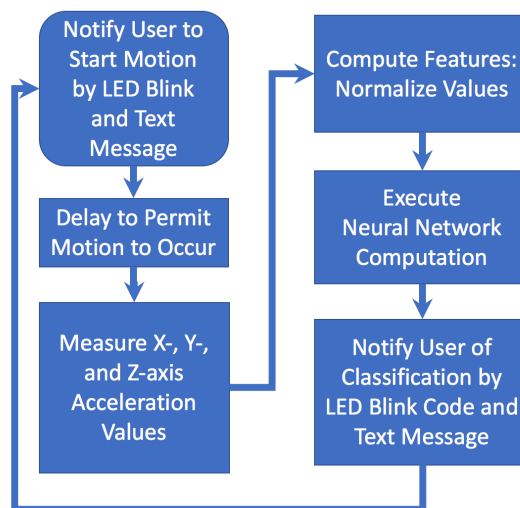 Notify User to
Start Motion
by LED Blink
and Text
Message
Delay to Permit
Motion to Occur
Measure X-, Y-,
and Z-axis
Acceleration
Values
Compute Features:
Normalize Values
Execute
Neural Network
Computation
Notify User of
Classification by
LED Blink Code and
Text Message